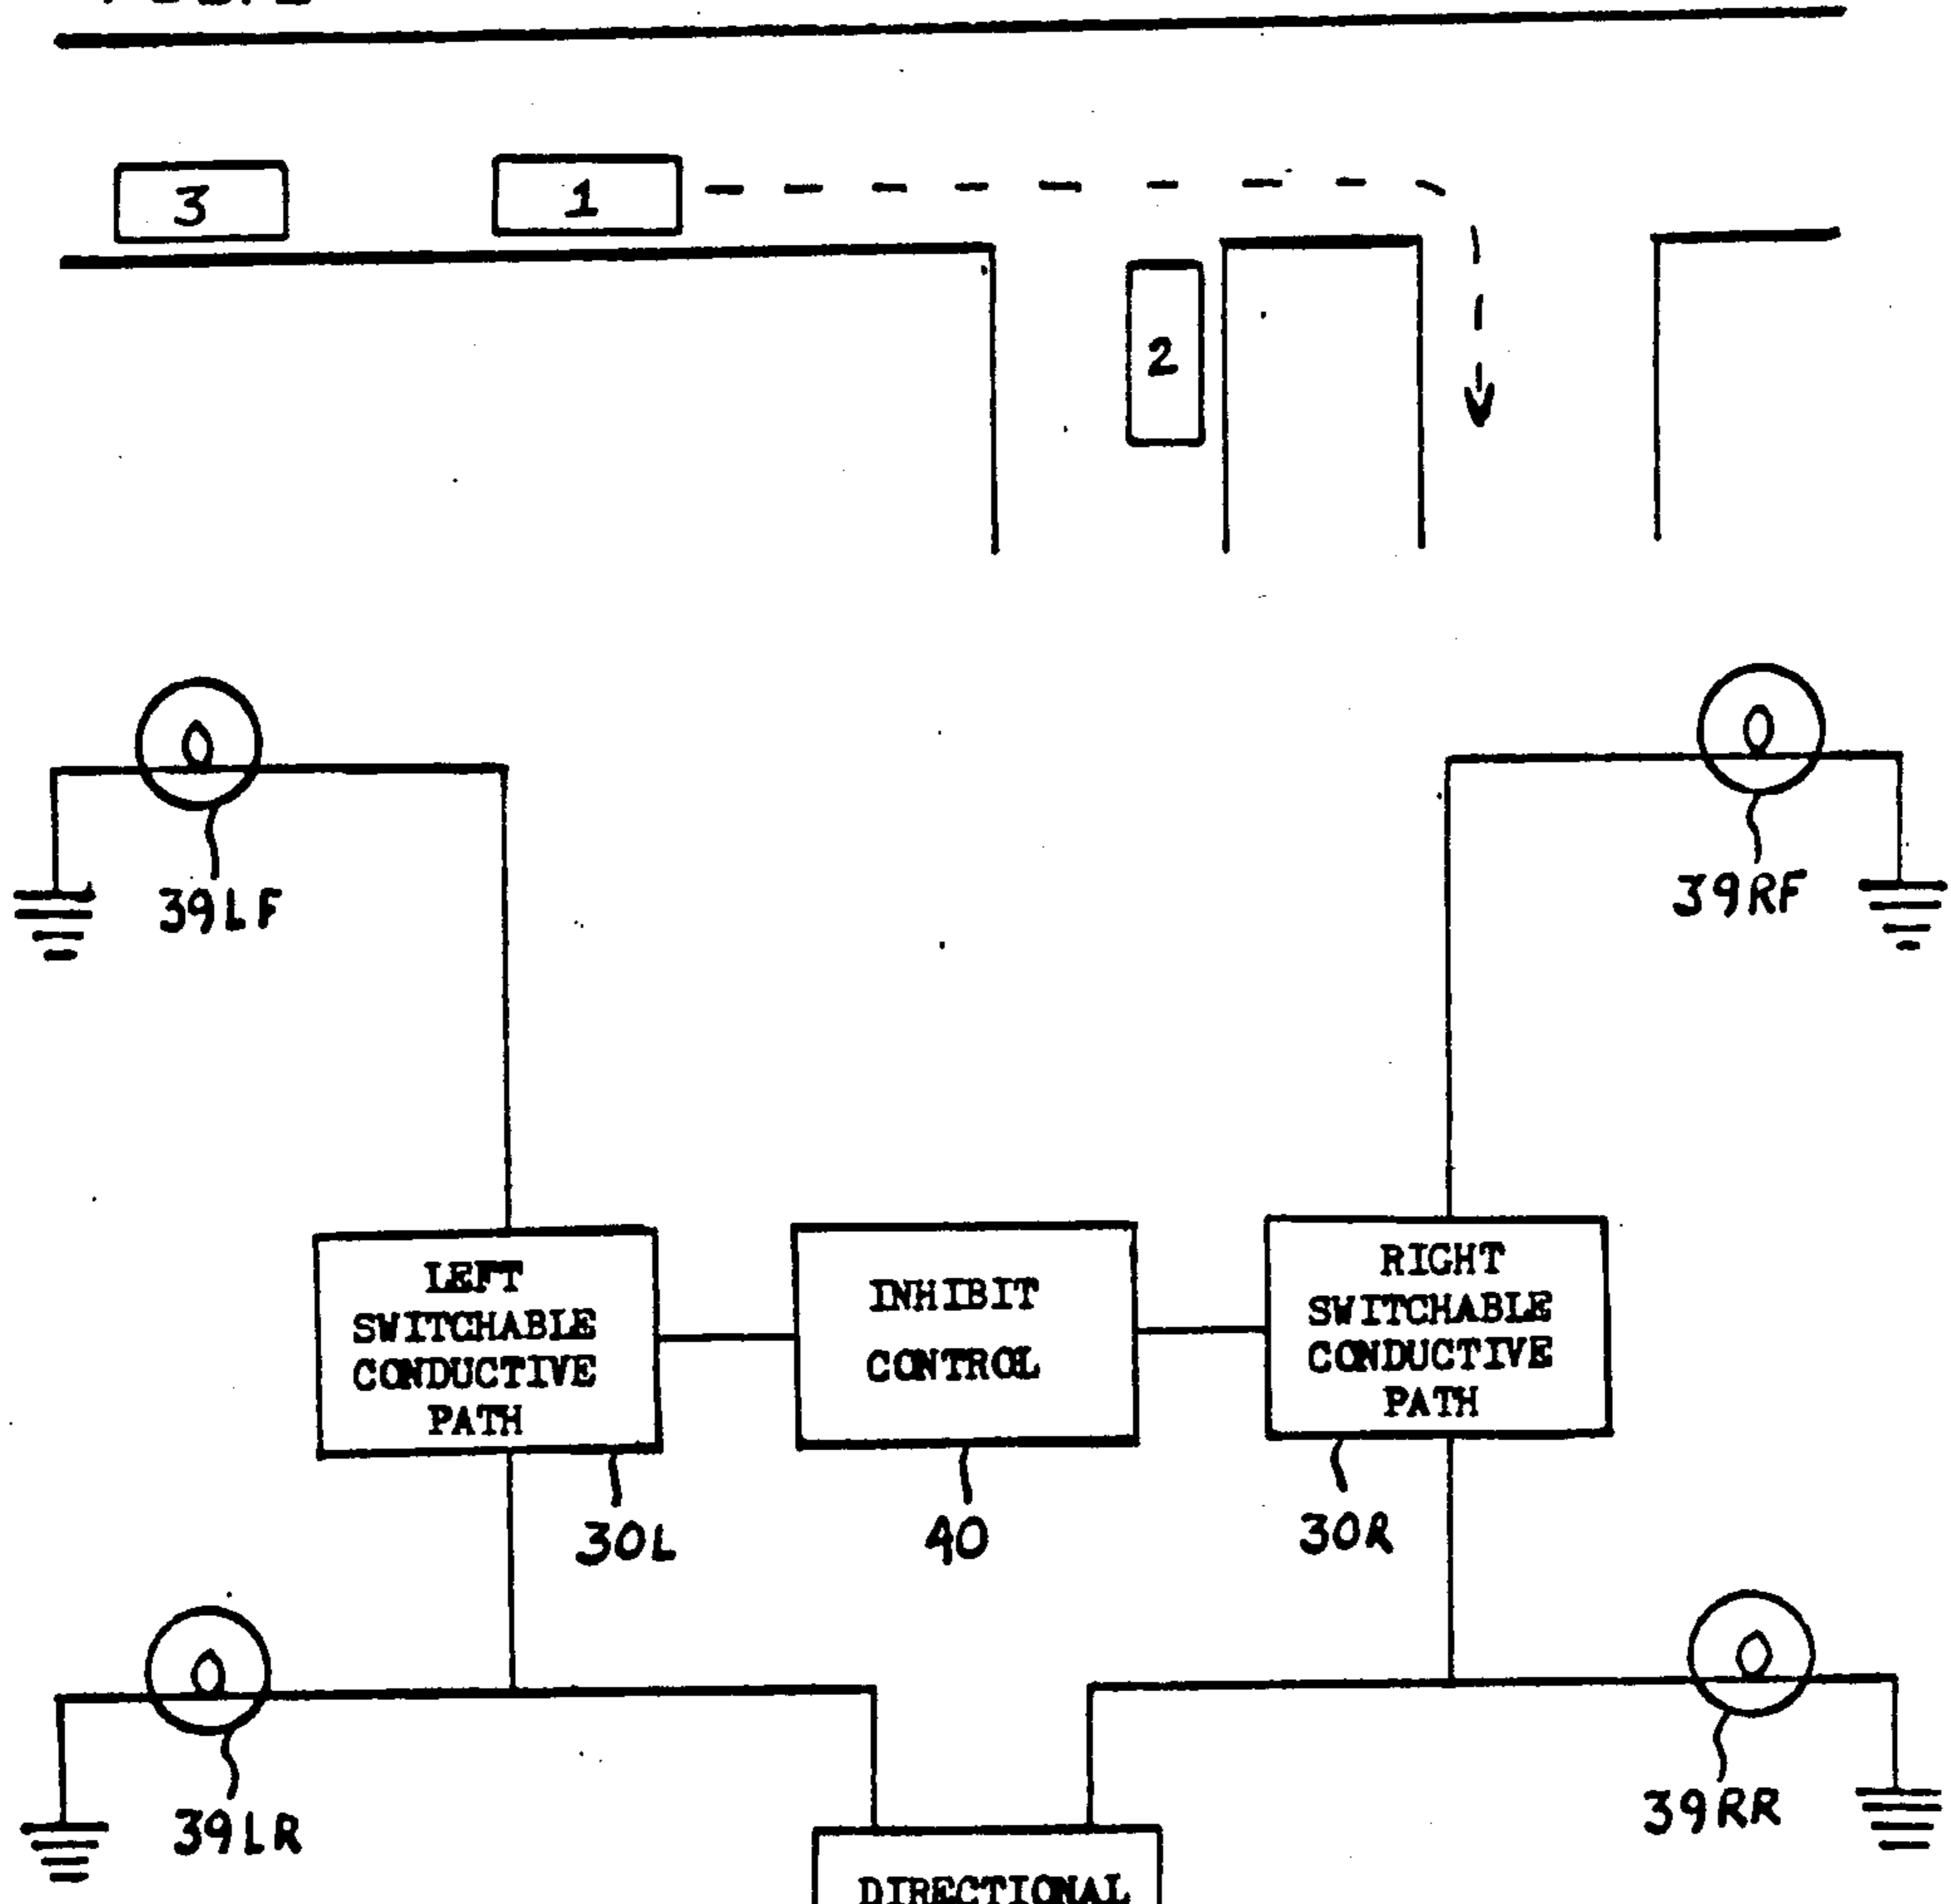 3
1
2
39LF
39RF
LEFT
SWITCHABLE
CONDUCTIVE
PATH
INHIBIT
CONTROL
RIGHT
SWITCHABLE
CONDUCTIVE
PATH
30L
40
30R
39LR
39RR
DIRECTIONAL